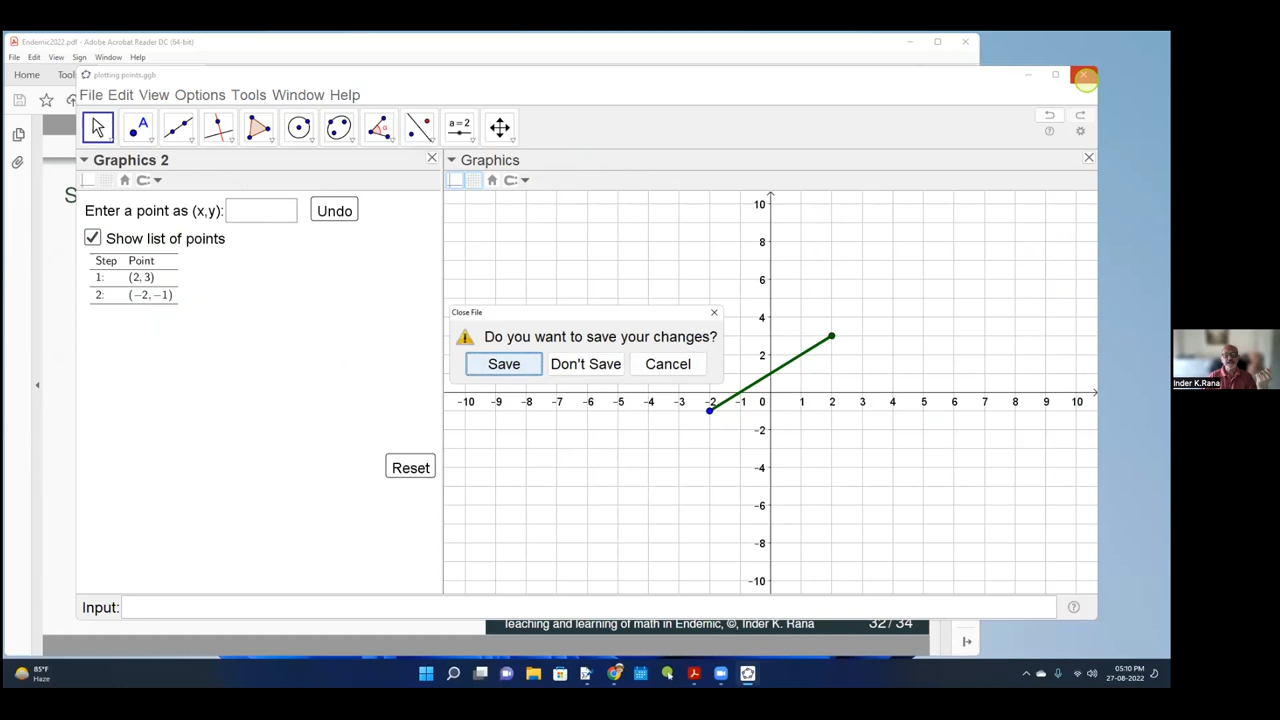 Endemic2022.pdf - Adobe Acrobat Reader DC (64-bit)
File Edit View Sign Window Help
Home Tools
plotting points.ggb
File Edit View Options Tools Window Help
A
a = 2
Graphics 2
Graphics
Enter a point as (x,y): Undo
Show list of points
Step Point
1: (2, 3)
2: (−2, −1)
Reset
S
Close File
Do you want to save your changes?
Save Don't Save Cancel
10
8
6
4
2
−10 −9 −8 −7 −6 −5 −4 −3 −2 −1 0 1 2 3 4 5 6 7 8 9 10
−2
−4
−6
−8
−10
Input:
Teaching and learning of math in Endemic, ©, Inder K. Rana 32 / 34
Inder K.Rana
85°F
Haze
05:10 PM
27-08-2022